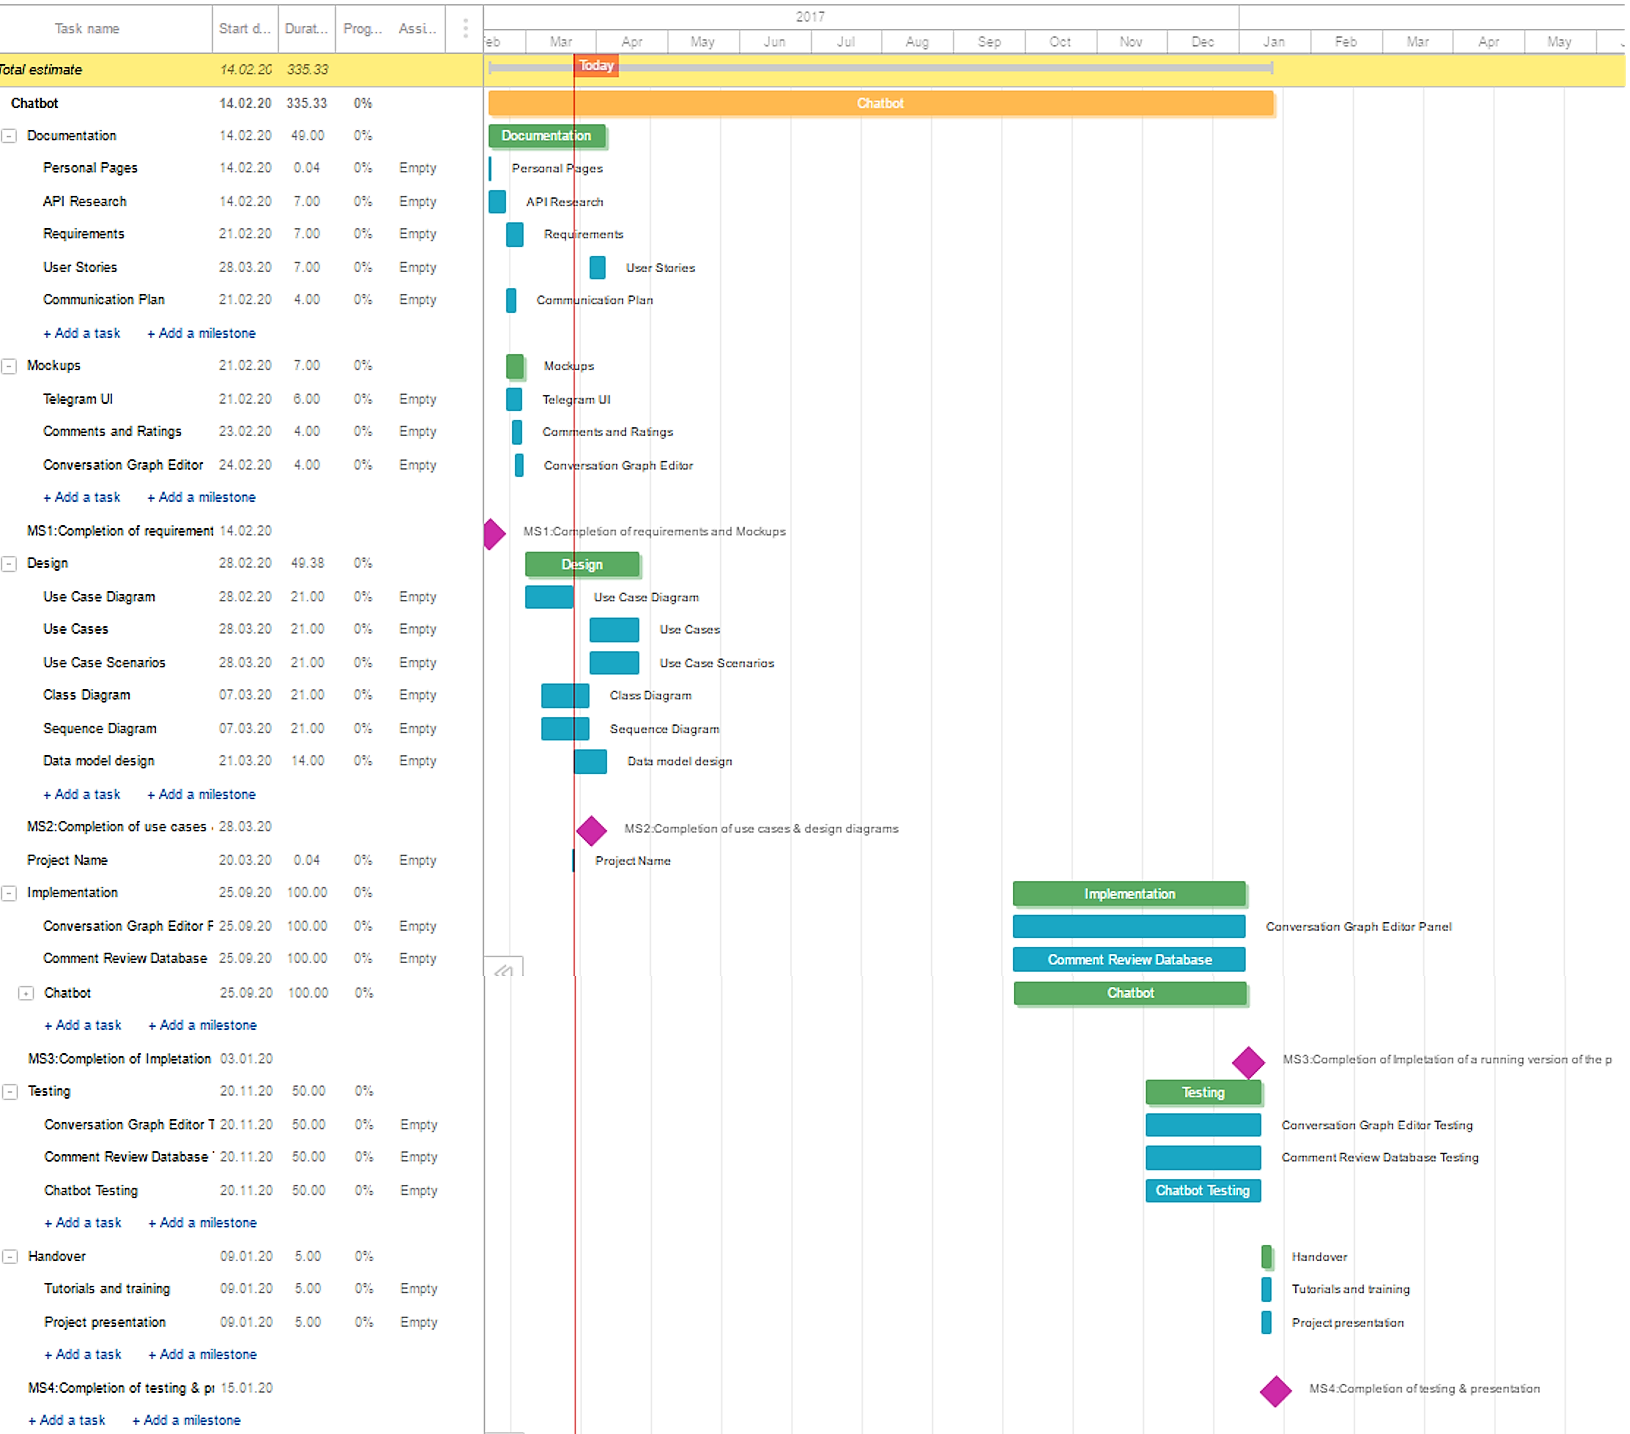 2017
Task name Start d... Durat... Prog... Assi...
eb Mar Apr May Jun Jul Aug Sep Oct Nov Dec Jan Feb Mar Apr May
Total estimate 14.02.20 335.33 Today
Chatbot 14.02.20 335.33 0% Chatbot
Documentation 14.02.20 49.00 0% Documentation
Personal Pages 14.02.20 0.04 0% Empty Personal Pages
API Research 14.02.20 7.00 0% Empty API Research
Requirements 21.02.20 7.00 0% Empty Requirements
User Stories 28.03.20 7.00 0% Empty User Stories
Communication Plan 21.02.20 4.00 0% Empty Communication Plan
+ Add a task + Add a milestone
Mockups 21.02.20 7.00 0% Mockups
Telegram UI 21.02.20 6.00 0% Empty Telegram UI
Comments and Ratings 23.02.20 4.00 0% Empty Comments and Ratings
Conversation Graph Editor 24.02.20 4.00 0% Empty Conversation Graph Editor
+ Add a task + Add a milestone
MS1:Completion of requirement 14.02.20 MS1:Completion of requirements and Mockups
Design 28.02.20 49.38 0% Design
Use Case Diagram 28.02.20 21.00 0% Empty Use Case Diagram
Use Cases 28.03.20 21.00 0% Empty Use Cases
Use Case Scenarios 28.03.20 21.00 0% Empty Use Case Scenarios
Class Diagram 07.03.20 21.00 0% Empty Class Diagram
Sequence Diagram 07.03.20 21.00 0% Empty Sequence Diagram
Data model design 21.03.20 14.00 0% Empty Data model design
+ Add a task + Add a milestone
MS2:Completion of use cases 28.03.20 MS2:Completion of use cases & design diagrams
Project Name 20.03.20 0.04 0% Empty Project Name
Implementation 25.09.20 100.00 0% Implementation
Conversation Graph Editor P 25.09.20 100.00 0% Empty Conversation Graph Editor Panel
Comment Review Database 25.09.20 100.00 0% Empty Comment Review Database
Chatbot 25.09.20 100.00 0% Chatbot
+ Add a task + Add a milestone
MS3:Completion of Impletation 03.01.20 MS3:Completion of Impletation of a running version of the p
Testing 20.11.20 50.00 0% Testing
Conversation Graph Editor T 20.11.20 50.00 0% Empty Conversation Graph Editor Testing
Comment Review Database 20.11.20 50.00 0% Empty Comment Review Database Testing
Chatbot Testing 20.11.20 50.00 0% Empty Chatbot Testing
+ Add a task + Add a milestone
Handover 09.01.20 5.00 0% Handover
Tutorials and training 09.01.20 5.00 0% Empty Tutorials and training
Project presentation 09.01.20 5.00 0% Empty Project presentation
+ Add a task + Add a milestone
MS4:Completion of testing & pr 15.01.20 MS4:Completion of testing & presentation
+ Add a task + Add a milestone